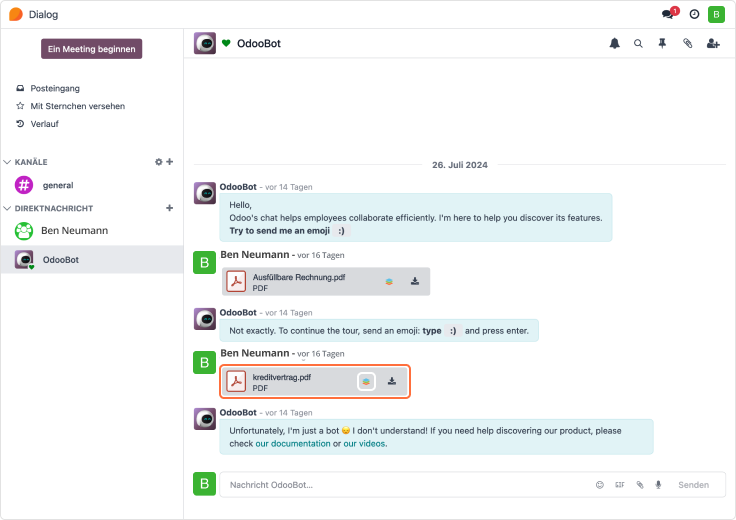 Dialog
1
B
Ein Meeting beginnen
OdooBot
Posteingang
Mit Sternchen versehen
Verlauf
KANÄLE
general
DIREKTNACHRICHT
Ben Neumann
OdooBot
26. Juli 2024
OdooBot - vor 14 Tagen
Hello,
Odoo's chat helps employees collaborate efficiently. I'm here to help you discover its features.
Try to send me an emoji :)
B
Ben Neumann - vor 16 Tagen
Ausfüllbare Rechnung.pdf
PDF
OdooBot - vor 14 Tagen
Not exactly. To continue the tour, send an emoji: type :) and press enter.
B
Ben Neumann - vor 16 Tagen
kreditvertrag.pdf
PDF
OdooBot - vor 14 Tagen
Unfortunately, I'm just a bot 😞 I don't understand! If you need help discovering our product, please
check our documentation or our videos.
B
Nachricht OdooBot...
GIF
Senden